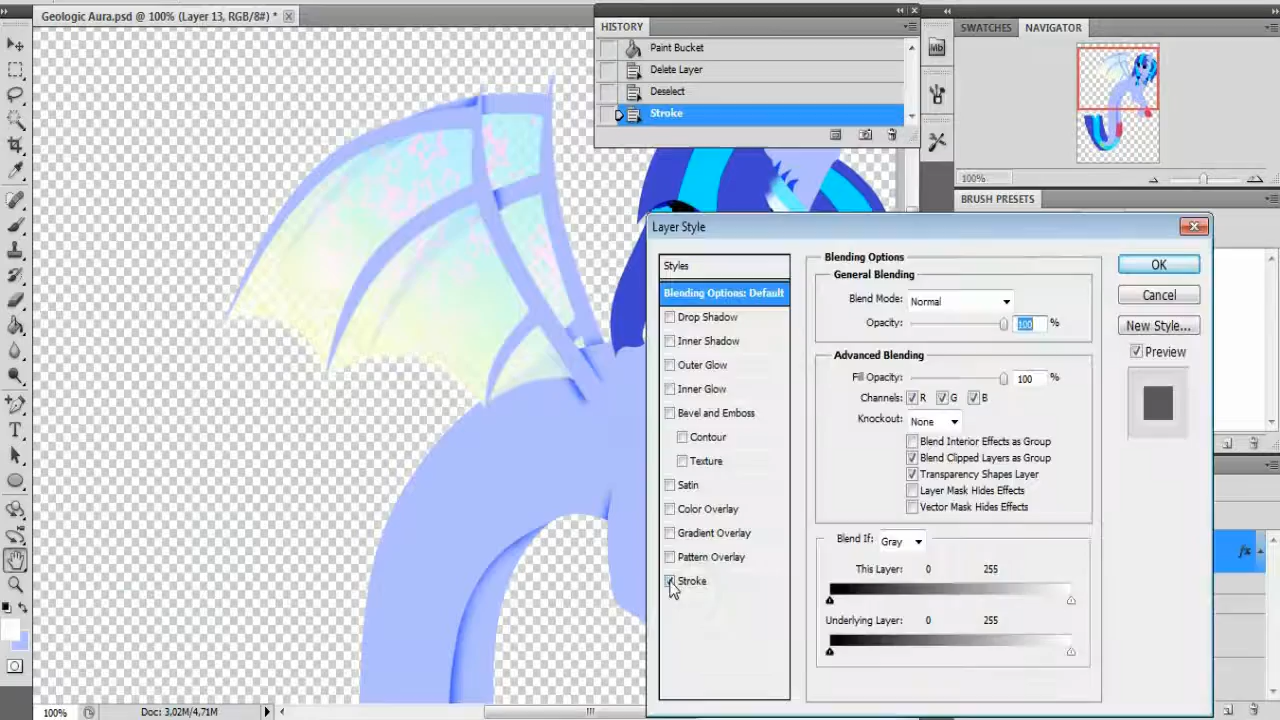 Geologic Aura.psd @ 100% (Layer 13, RGB/8#) *
HISTORY
Paint Bucket
Delete Layer
Deselect
Stroke
Mb
SWATCHES
NAVIGATOR
100%
BRUSH PRESETS
Layer Style
Styles
Blending Options: Default
Drop Shadow
Inner Shadow
Outer Glow
Inner Glow
Bevel and Emboss
Contour
Texture
Satin
Color Overlay
Gradient Overlay
Pattern Overlay
Stroke
Blending Options
General Blending
Blend Mode: Normal
Opacity: 100 %
Advanced Blending
Fill Opacity: 100 %
Channels: R G B
Knockout: None
Blend Interior Effects as Group
Blend Clipped Layers as Group
Transparency Shapes Layer
Layer Mask Hides Effects
Vector Mask Hides Effects
Blend If: Gray
This Layer: 0 255
Underlying Layer: 0 255
OK
Cancel
New Style...
Preview
fx
T
100%
Doc: 3,02M/4,71M